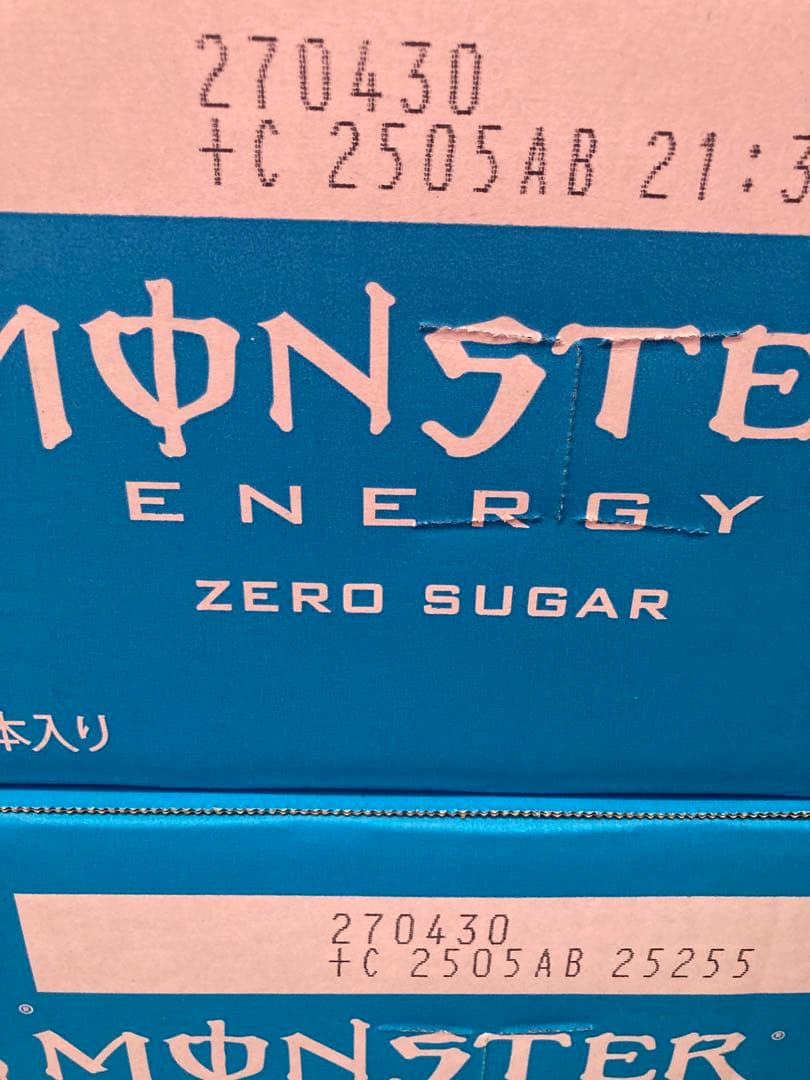 270430
+C 2505AB 21:3
MONSTE
ENERGY
ZERO SUGAR
本入り
270430
+C 2505AB 25255
® MONSTER®